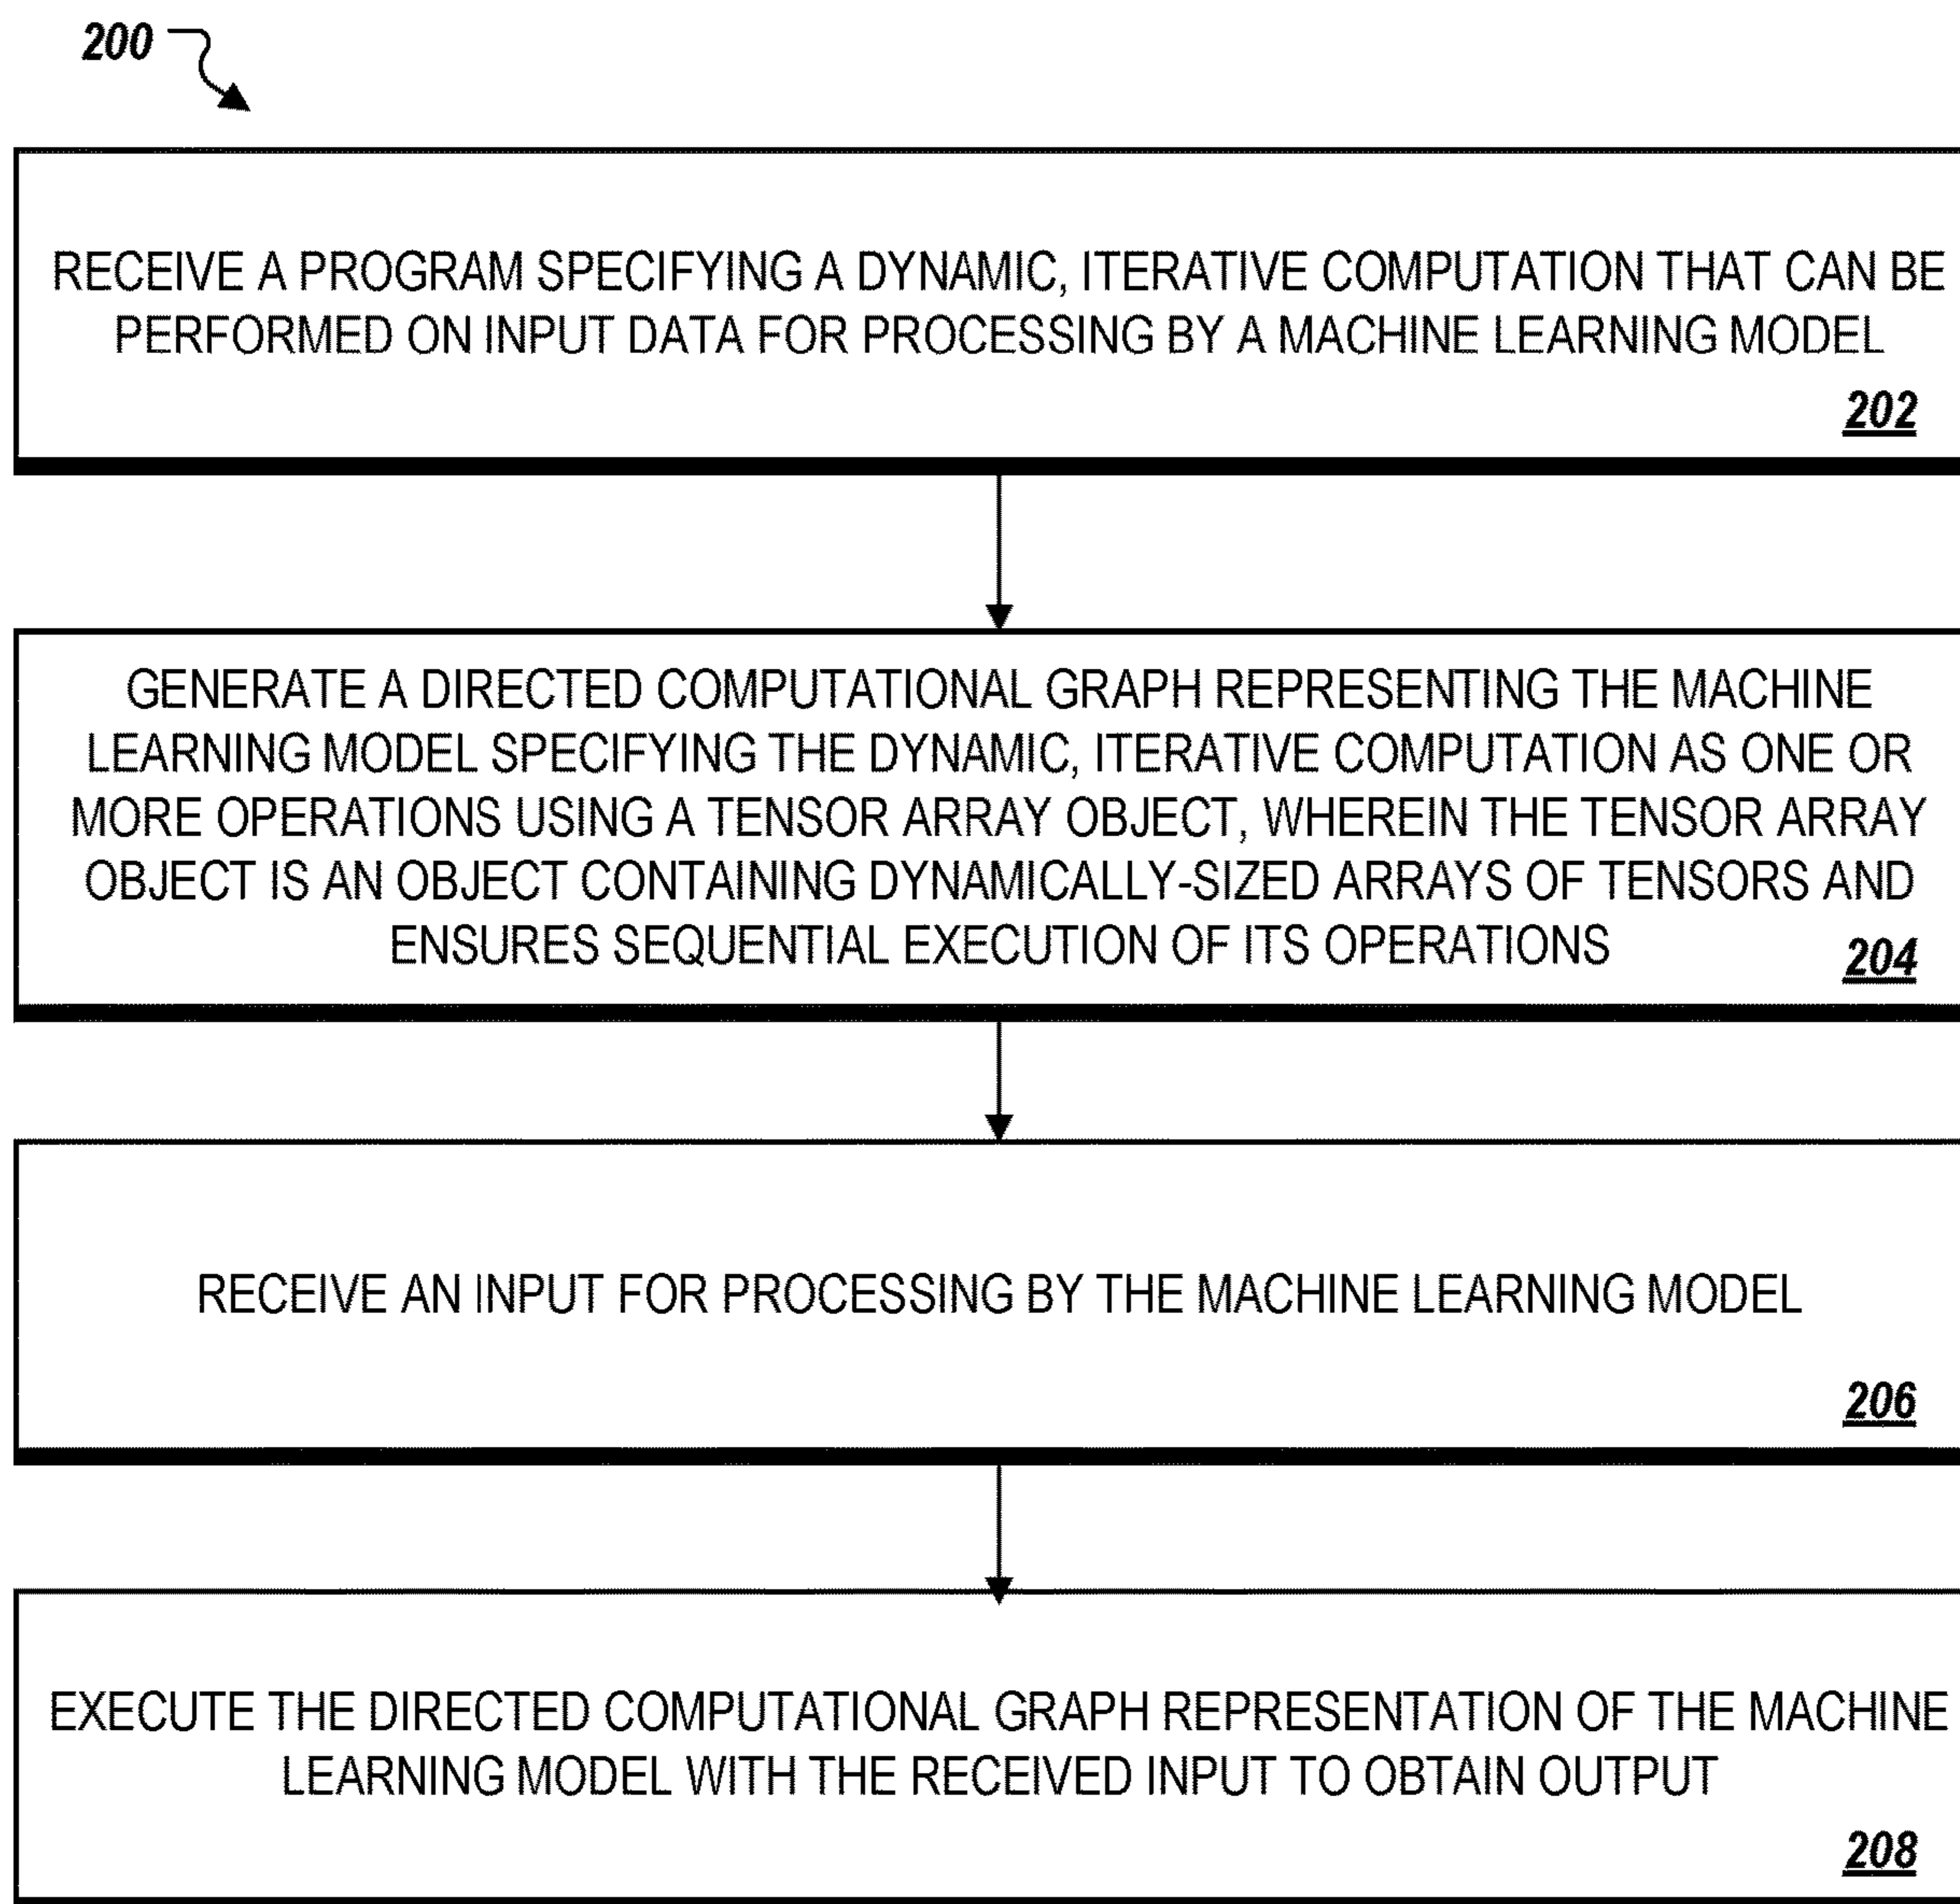 200
RECEIVE A PROGRAM SPECIFYING A DYNAMIC, ITERATIVE COMPUTATION THAT CAN BE
PERFORMED ON INPUT DATA FOR PROCESSING BY A MACHINE LEARNING MODEL
202
GENERATE A DIRECTED COMPUTATIONAL GRAPH REPRESENTING THE MACHINE
LEARNING MODEL SPECIFYING THE DYNAMIC, ITERATIVE COMPUTATION AS ONE OR
MORE OPERATIONS USING A TENSOR ARRAY OBJECT, WHEREIN THE TENSOR ARRAY
OBJECT IS AN OBJECT CONTAINING DYNAMICALLY-SIZED ARRAYS OF TENSORS AND
ENSURES SEQUENTIAL EXECUTION OF ITS OPERATIONS
204
RECEIVE AN INPUT FOR PROCESSING BY THE MACHINE LEARNING MODEL
206
EXECUTE THE DIRECTED COMPUTATIONAL GRAPH REPRESENTATION OF THE MACHINE
LEARNING MODEL WITH THE RECEIVED INPUT TO OBTAIN OUTPUT
208